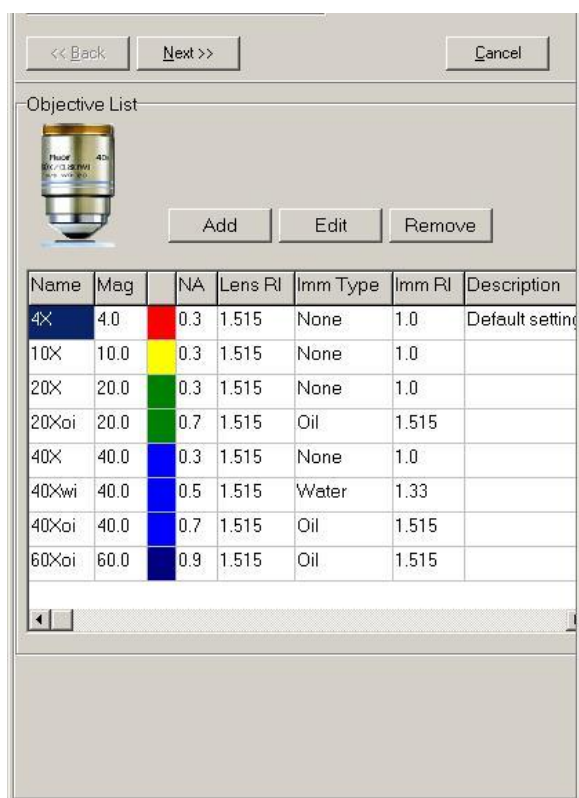 << Back Next >> Cancel
Objective List
Fluor 40x
Add Edit Remove
Name Mag NA Lens RI Imm Type Imm RI Description
4X 4.0 0.3 1.515 None 1.0 Default setting
10X 10.0 0.3 1.515 None 1.0
20X 20.0 0.3 1.515 None 1.0
20Xoi 20.0 0.7 1.515 Oil 1.515
40X 40.0 0.3 1.515 None 1.0
40Xwi 40.0 0.5 1.515 Water 1.33
40Xoi 40.0 0.7 1.515 Oil 1.515
60Xoi 60.0 0.9 1.515 Oil 1.515